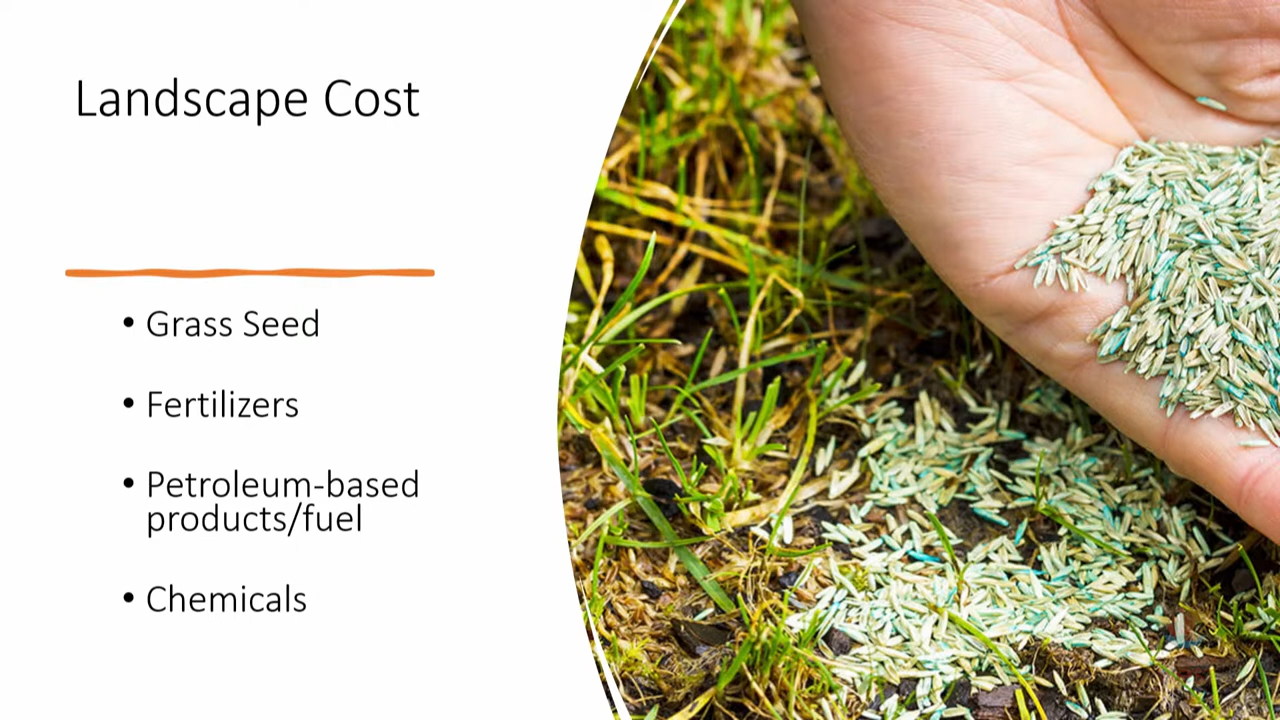 Landscape Cost
• Grass Seed
• Fertilizers
• Petroleum-based
products/fuel
• Chemicals